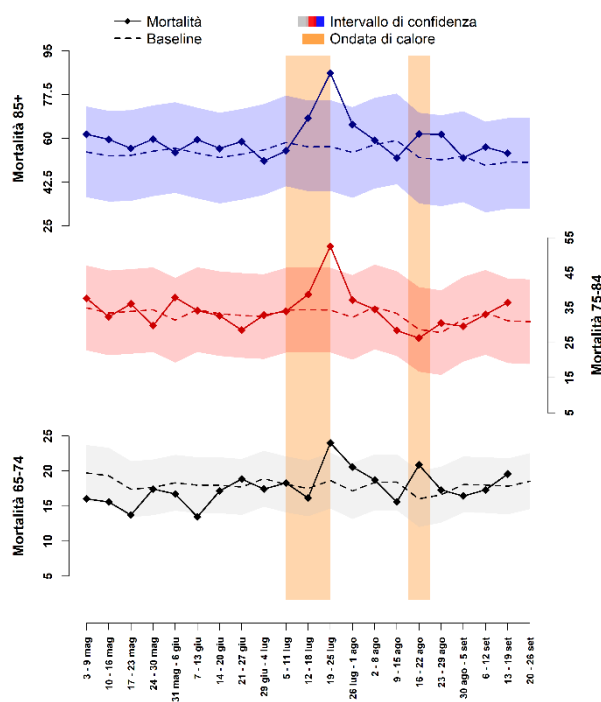 Mortalità
Intervallo di confidenza
Baseline
Ondata di calore
Mortalità 85+
95
77.5
60
42.5
25
Mortalità 75-84
55
45
35
25
15
5
Mortalità 65-74
25
20
15
10
5
3 - 9 mag
10 - 16 mag
17 - 23 mag
24 - 30 mag
31 mag - 6 giu
7 - 13 giu
14 - 20 giu
21 - 27 giu
29 giu - 4 lug
5 - 11 lug
12 - 18 lug
19 - 25 lug
26 lug - 1 ago
2 - 8 ago
9 - 15 ago
16 - 22 ago
23 - 29 ago
30 ago - 5 set
6 - 12 set
13 - 19 set
20 - 26 set